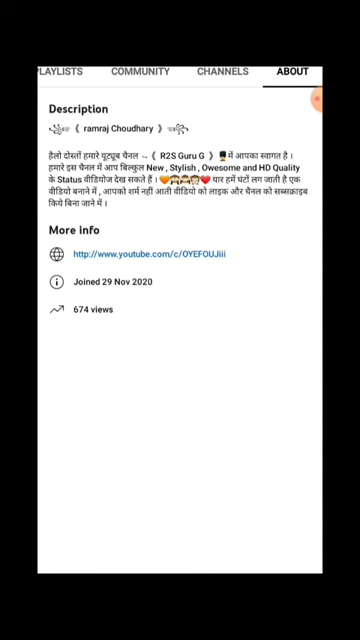 PLAYLISTS COMMUNITY CHANNELS ABOUT
Description
꧁☞ 《 ramraj Choudhary 》 ☜꧂
हैलो दोस्तों हमारे यूट्यूब चैनल ⤳ 《 R2S Guru G 》 💂में आपका स्वागत है ।
हमारे इस चैनल में आप बिल्कुल New , Stylish , Owesome and HD Quality
के Status वीडियोज देख सकते हैं । 🧡👧👧👧❤️ यार हमें घंटों लग जाती है एक
वीडियो बनाने में , आपको शर्म नहीं आती वीडियो को लाइक और चैनल को सब्सक्राइब
किये बिना जाने में ।
More info
http://www.youtube.com/c/OYEFOUJiii
Joined 29 Nov 2020
674 views